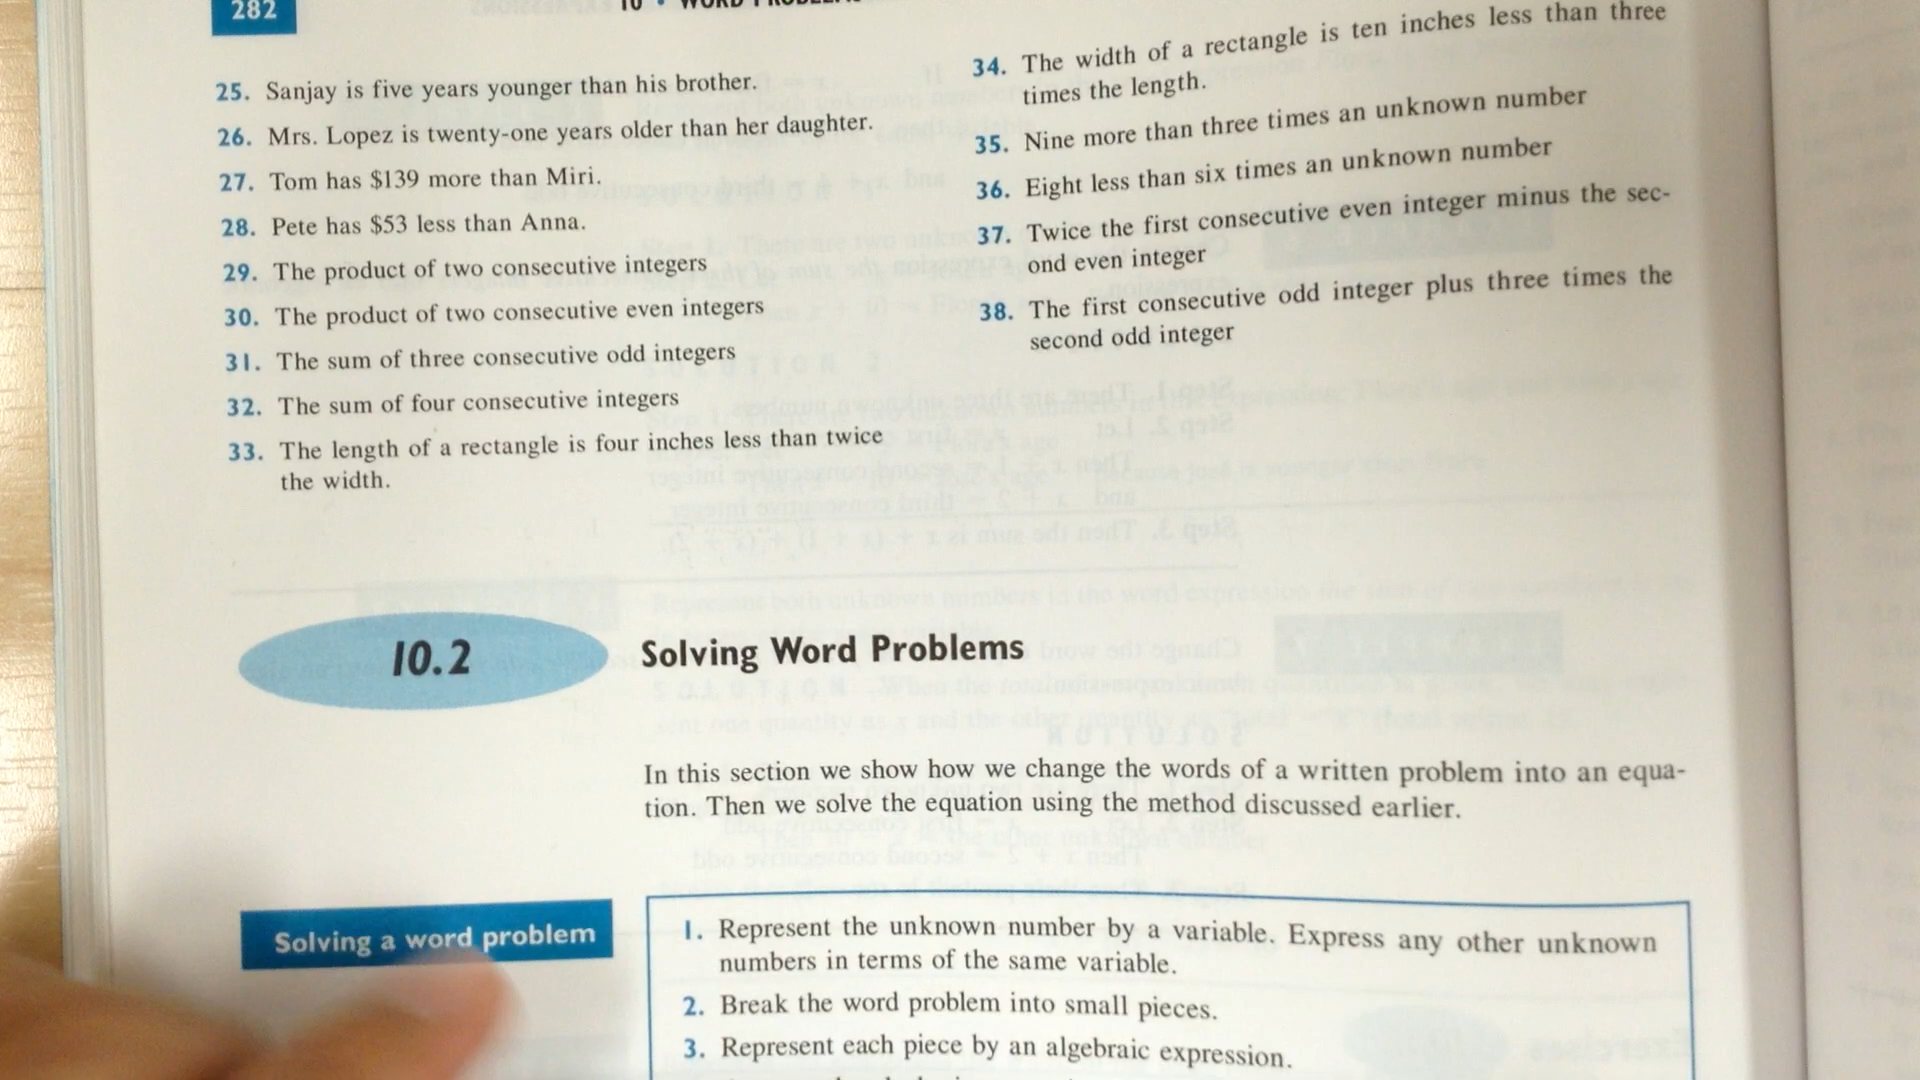 282
10 • WORD PROBLEMS
25. Sanjay is five years younger than his brother.
26. Mrs. Lopez is twenty-one years older than her daughter.
27. Tom has $139 more than Miri.
28. Pete has $53 less than Anna.
29. The product of two consecutive integers
30. The product of two consecutive even integers
31. The sum of three consecutive odd integers
32. The sum of four consecutive integers
33. The length of a rectangle is four inches less than twice
the width.
34. The width of a rectangle is ten inches less than three
times the length.
35. Nine more than three times an unknown number
36. Eight less than six times an unknown number
37. Twice the first consecutive even integer minus the sec-
ond even integer
38. The first consecutive odd integer plus three times the
second odd integer
10.2 Solving Word Problems
In this section we show how we change the words of a written problem into an equa-
tion. Then we solve the equation using the method discussed earlier.
Solving a word problem
1. Represent the unknown number by a variable. Express any other unknown
numbers in terms of the same variable.
2. Break the word problem into small pieces.
3. Represent each piece by an algebraic expression.